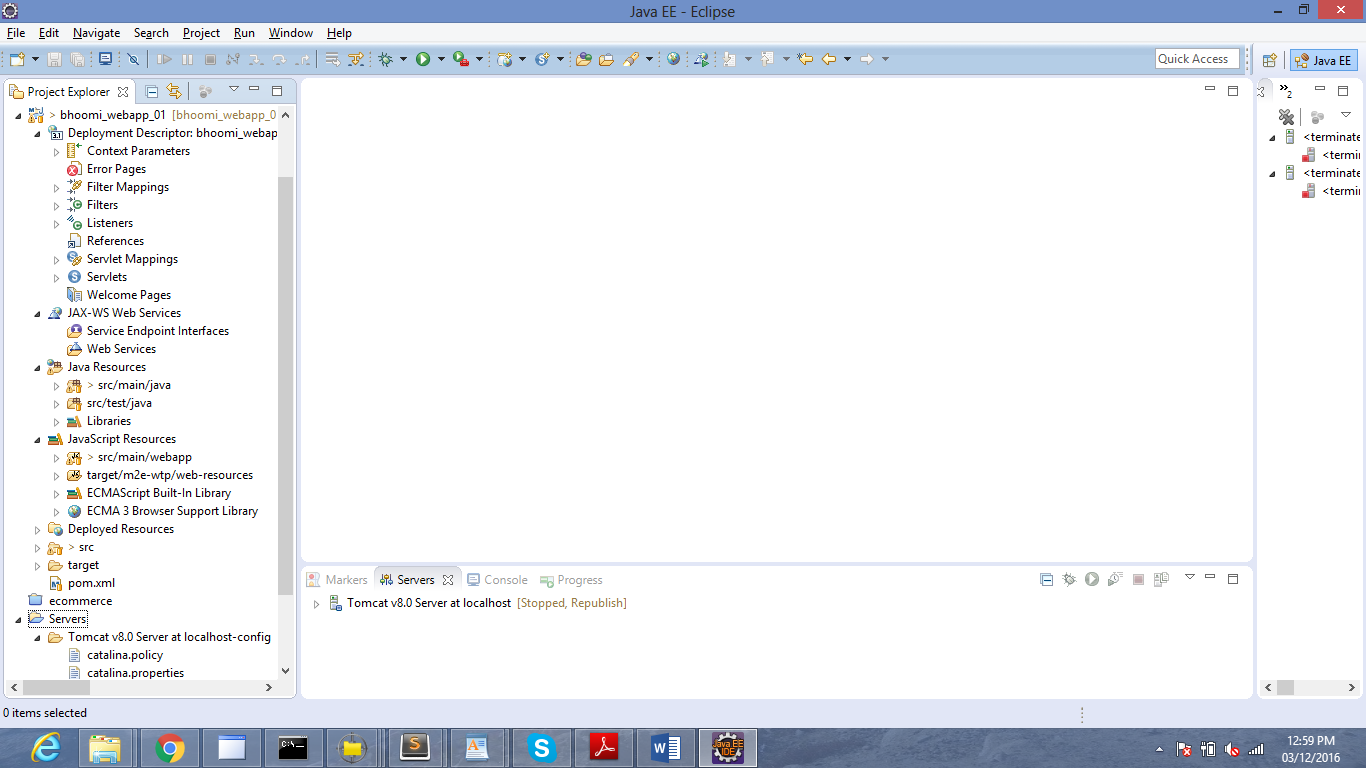 Java EE - Eclipse
File Edit Navigate Search Project Run Window Help
Quick Access
Java EE
Project Explorer
> bhoomi_webapp_01 [bhoomi_webapp_0
Deployment Descriptor: bhoomi_webap
Context Parameters
Error Pages
Filter Mappings
Filters
Listeners
References
Servlet Mappings
Servlets
Welcome Pages
JAX-WS Web Services
Service Endpoint Interfaces
Web Services
Java Resources
> src/main/java
src/test/java
Libraries
JavaScript Resources
> src/main/webapp
target/m2e-wtp/web-resources
ECMAScript Built-In Library
ECMA 3 Browser Support Library
Deployed Resources
> src
target
pom.xml
ecommerce
Servers
Tomcat v8.0 Server at localhost-config
catalina.policy
catalina.properties
Markers Servers Console Progress
Tomcat v8.0 Server at localhost [Stopped, Republish]
»2
<terminate
<termin
<terminate
<termin
0 items selected
Java EE
IDE
12:59 PM
03/12/2016